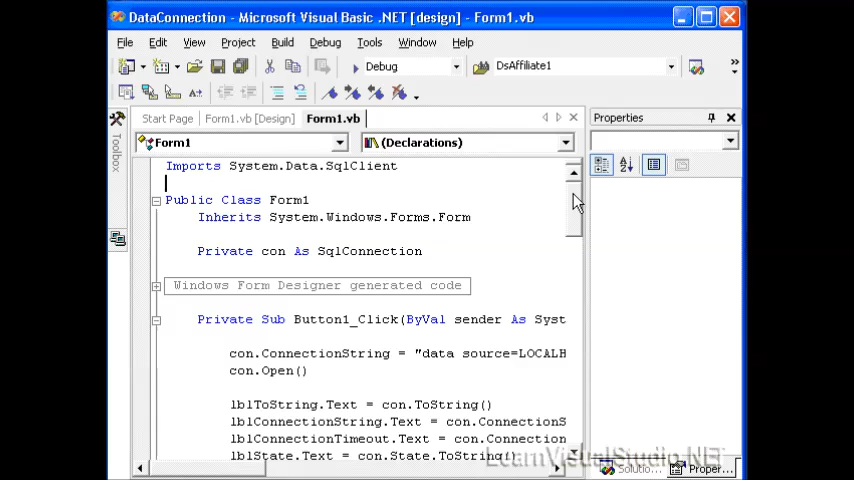 DataConnection - Microsoft Visual Basic .NET [design] - Form1.vb
File Edit View Project Build Debug Tools Window Help
Debug DsAffiliate1
Start Page Form1.vb [Design] Form1.vb
Properties
Form1 (Declarations)
Toolbox
Imports System.Data.SqlClient
Public Class Form1
Inherits System.Windows.Forms.Form
Private con As SqlConnection
Windows Form Designer generated code
Private Sub Button1_Click(ByVal sender As Syst
con.ConnectionString = "data source=LOCALH
con.Open()
lblToString.Text = con.ToString()
lblConnectionString.Text = con.ConnectionS
lblConnectionTimeout.Text = con.Connection
lblState.Text = con.State.ToString()
LearnVisualStudio.NET
Solutio... Proper...